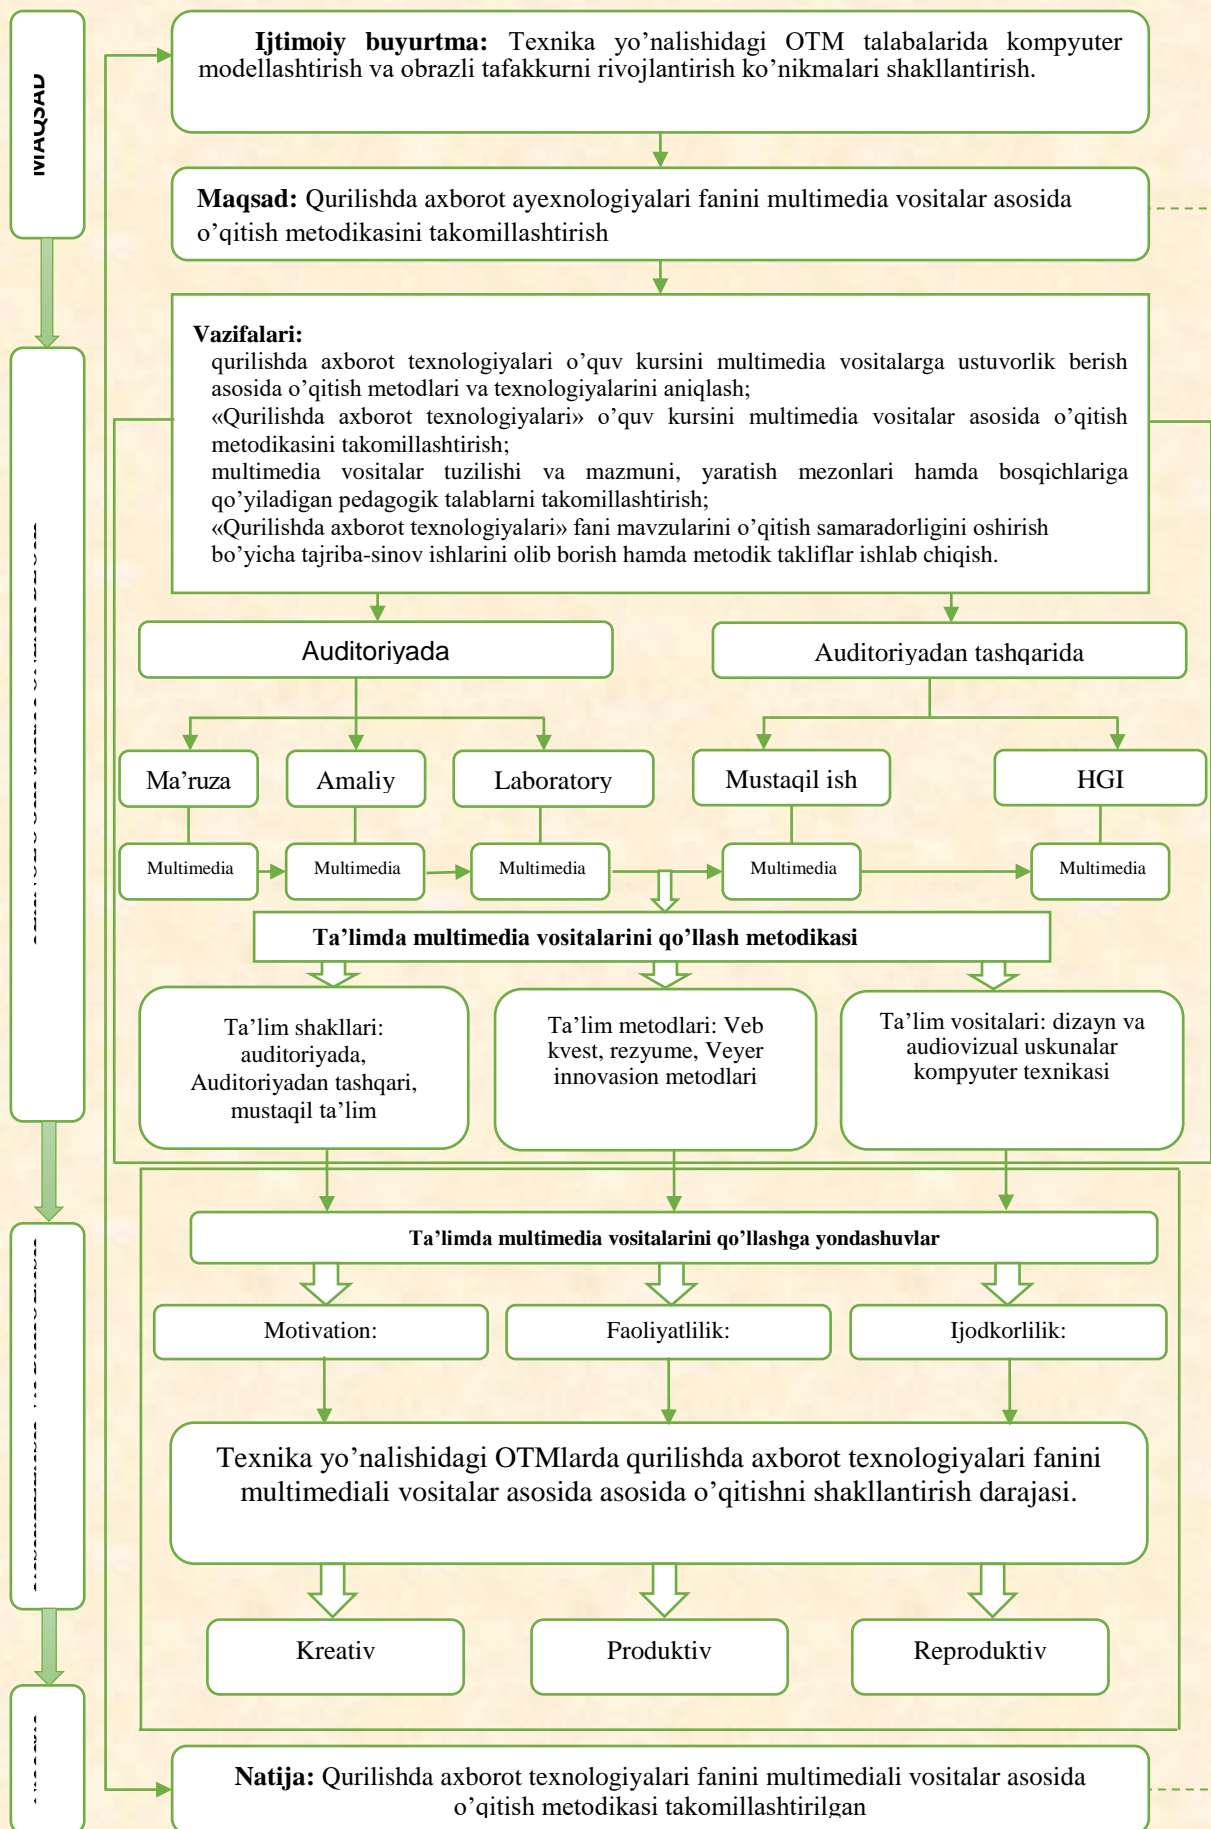 MAQSAD
Ijtimoiy buyurtma: Texnika yo’nalishidagi OTM talabalarida kompyuter
modellashtirish va obrazli tafakkurni rivojlantirish ko’nikmalari shakllantirish.
Maqsad: Qurilishda axborot ayexnologiyalari fanini multimedia vositalar asosida
o’qitish metodikasini takomillashtirish
Vazifalari:
qurilishda axborot texnologiyalari o’quv kursini multimedia vositalarga ustuvorlik berish
asosida o’qitish metodlari va texnologiyalarini aniqlash;
«Qurilishda axborot texnologiyalari» o’quv kursini multimedia vositalar asosida o’qitish
metodikasini takomillashtirish;
multimedia vositalar tuzilishi va mazmuni, yaratish mezonlari hamda bosqichlariga
qo’yiladigan pedagogik talablarni takomillashtirish;
«Qurilishda axborot texnologiyalari» fani mavzularini o’qitish samaradorligini oshirish
bo’yicha tajriba-sinov ishlarini olib borish hamda metodik takliflar ishlab chiqish.
Auditoriyada
Auditoriyadan tashqarida
Ma’ruza
Amaliy
Laboratory
Mustaqil ish
HGI
Multimedia
Multimedia
Multimedia
Multimedia
Multimedia
Ta’limda multimedia vositalarini qo’llash metodikasi
Ta’lim shakllari:
auditoriyada,
Auditoriyadan tashqari,
mustaqil ta’lim
Ta’lim metodlari: Veb
kvest, rezyume, Veyer
innovasion metodlari
Ta’lim vositalari: dizayn va
audiovizual uskunalar
kompyuter texnikasi
Ta’limda multimedia vositalarini qo’llashga yondashuvlar
Motivation:
Faoliyatlilik:
Ijodkorlilik:
Texnika yo’nalishidagi OTMlarda qurilishda axborot texnologiyalari fanini
multimediali vositalar asosida asosida o’qitishni shakllantirish darajasi.
Kreativ
Produktiv
Reproduktiv
Natija: Qurilishda axborot texnologiyalari fanini multimediali vositalar asosida
o’qitish metodikasi takomillashtirilgan